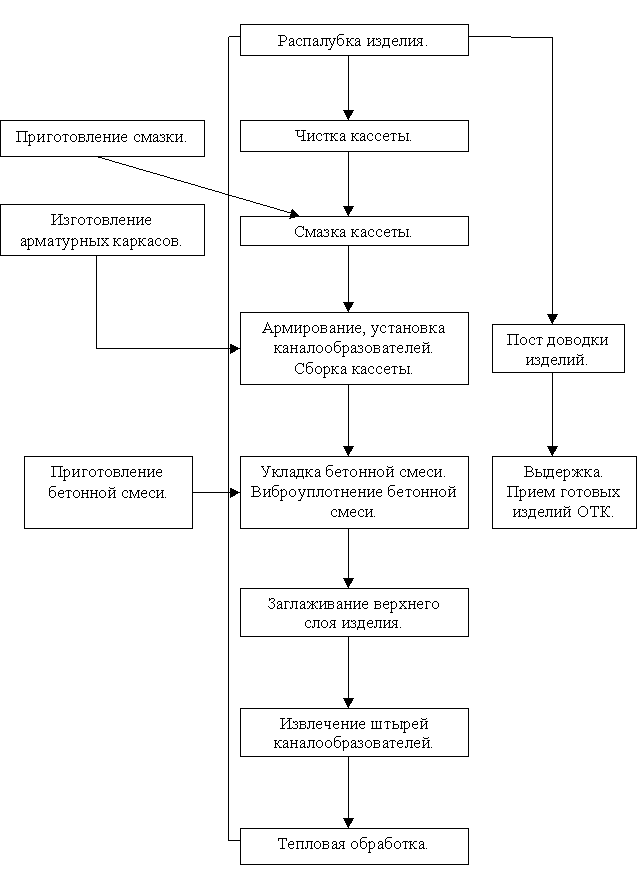 Распалубка изделия.
Приготовление смазки.
Чистка кассеты.
Изготовление
арматурных каркасов.
Смазка кассеты.
Армирование, установка
каналообразователей.
Сборка кассеты.
Пост доводки
изделий.
Приготовление
бетонной смеси.
Укладка бетонной смеси.
Виброуплотнение бетонной
смеси.
Выдержка.
Прием готовых
изделий ОТК.
Заглаживание верхнего
слоя изделия.
Извлечение штырей
каналообразователей.
Тепловая обработка.